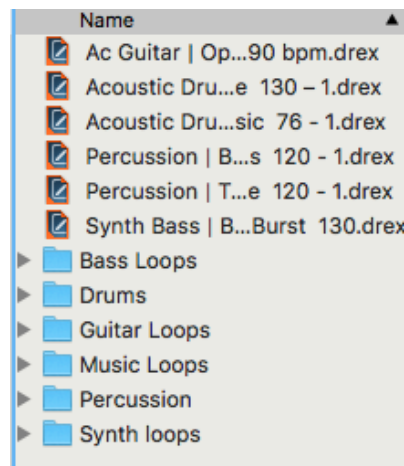 Name
Ac Guitar | Op...90 bpm.drex
Acoustic Dru...e 130 – 1.drex
Acoustic Dru...sic 76 - 1.drex
Percussion | B...s 120 - 1.drex
Percussion | T...e 120 - 1.drex
Synth Bass | B...Burst 130.drex
Bass Loops
Drums
Guitar Loops
Music Loops
Percussion
Synth loops